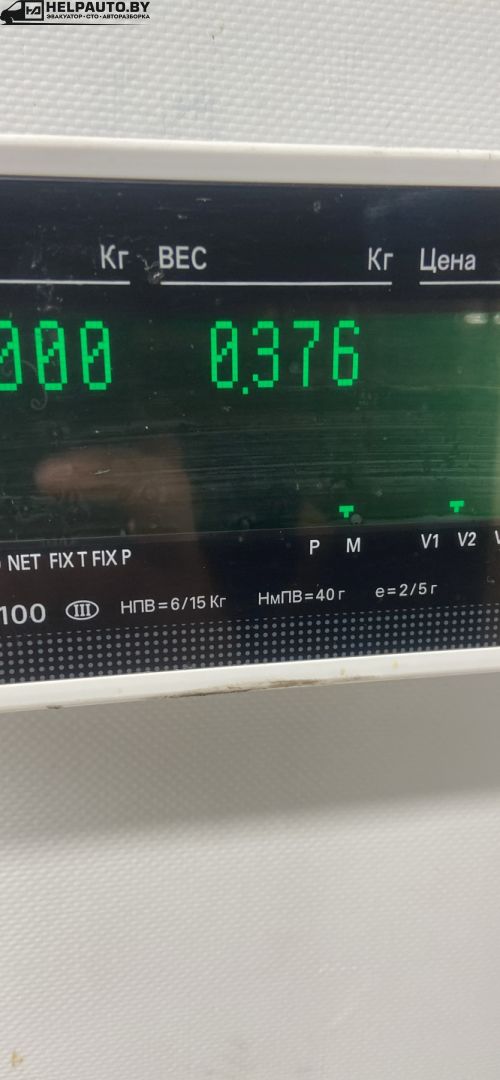 HELPAUTO.BY
ЭВАКУАТОР·СТО·АВТОРАЗБОРКА
Кг ВЕС Кг Цена
000 0.376
NET FIX T FIX P P M V1 V2
100 III НПВ=6/15 Кг НмПВ=40 г e=2/5 г